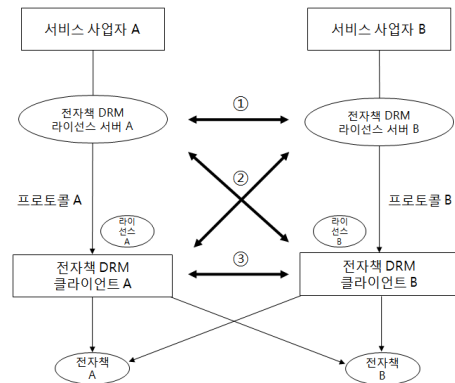 서비스 사업자 A
서비스 사업자 B
①
전자책 DRM
라이선스 서버 A
전자책 DRM
라이선스 서버 B
②
프로토콜 A
프로토콜 B
라이
선스
A
라이
선스
B
③
전자책 DRM
클라이언트 A
전자책 DRM
클라이언트 B
전자책
A
전자책
B